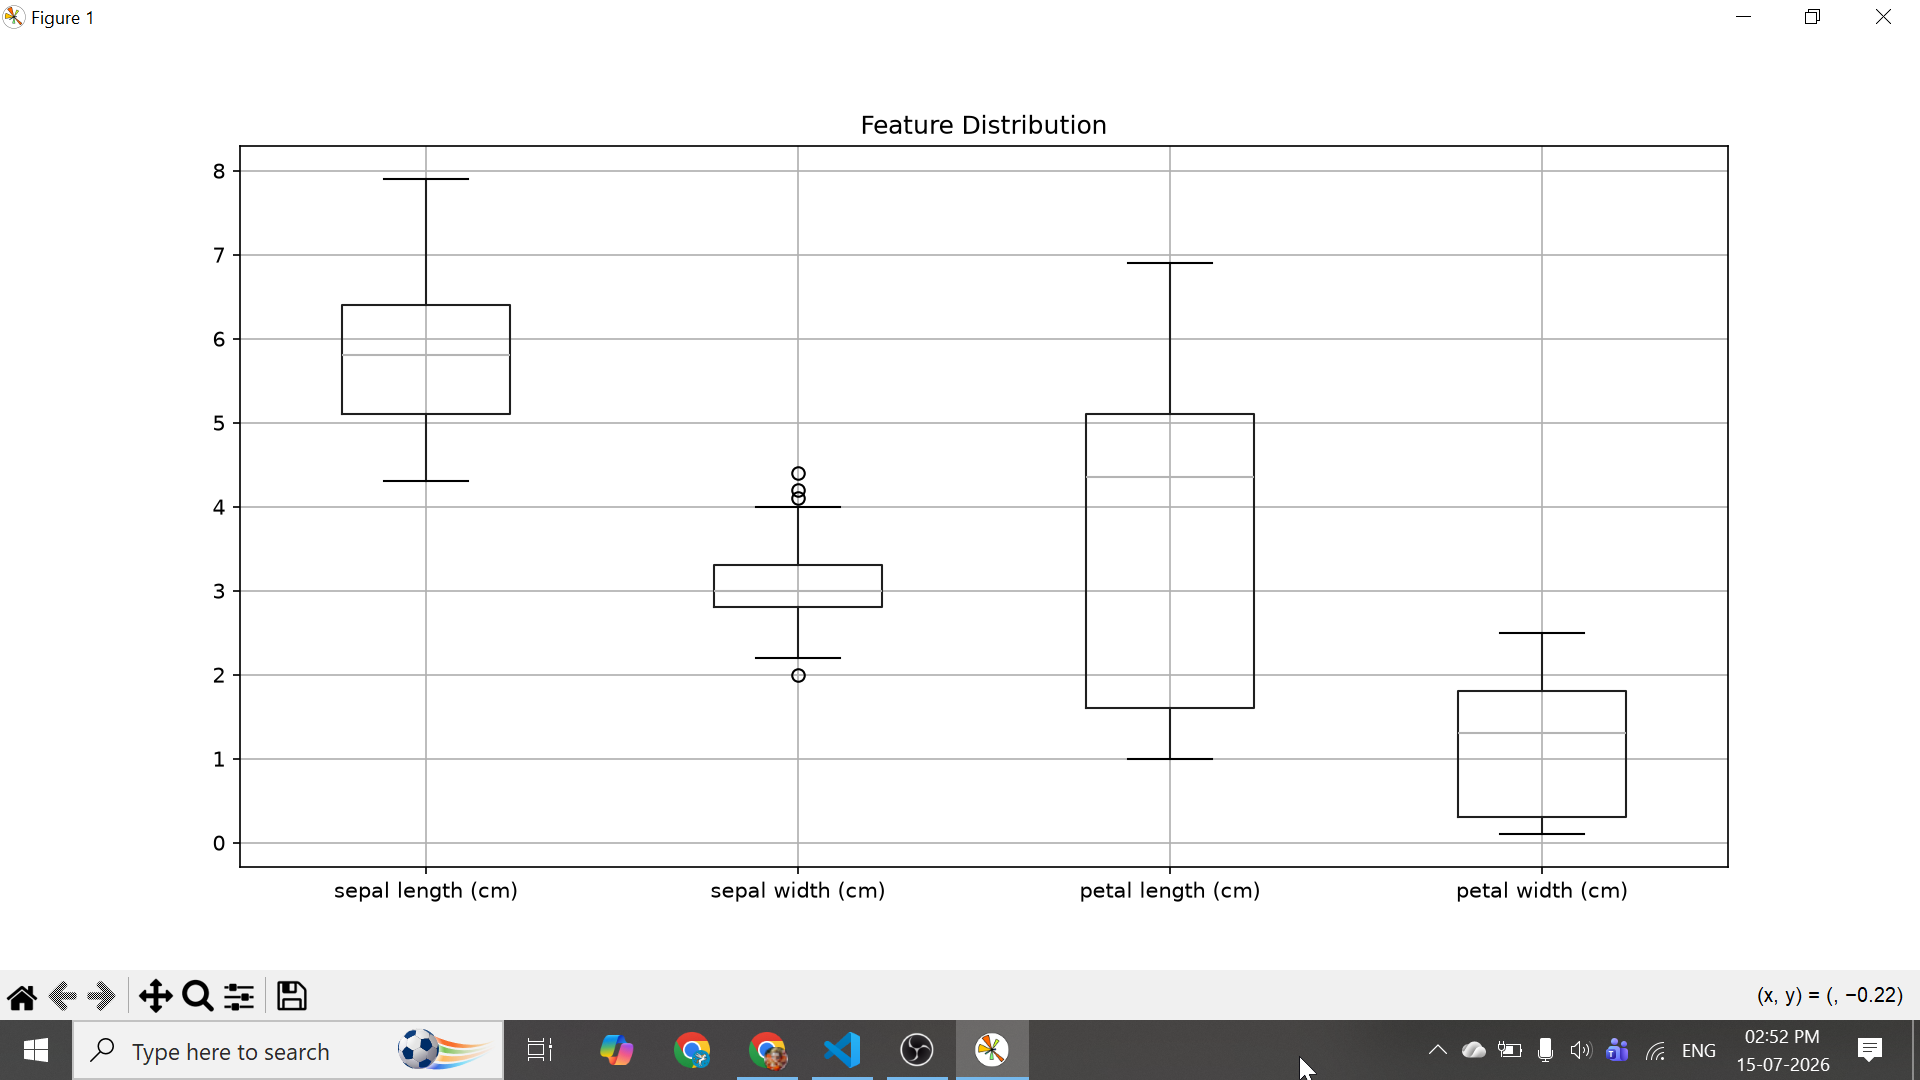 Figure 1
Feature Distribution
8
7
6
5
4
3
2
1
0
sepal length (cm)
sepal width (cm)
petal length (cm)
petal width (cm)
(x, y) = (, −0.22)
Type here to search
ENG
02:52 PM
15-07-2026